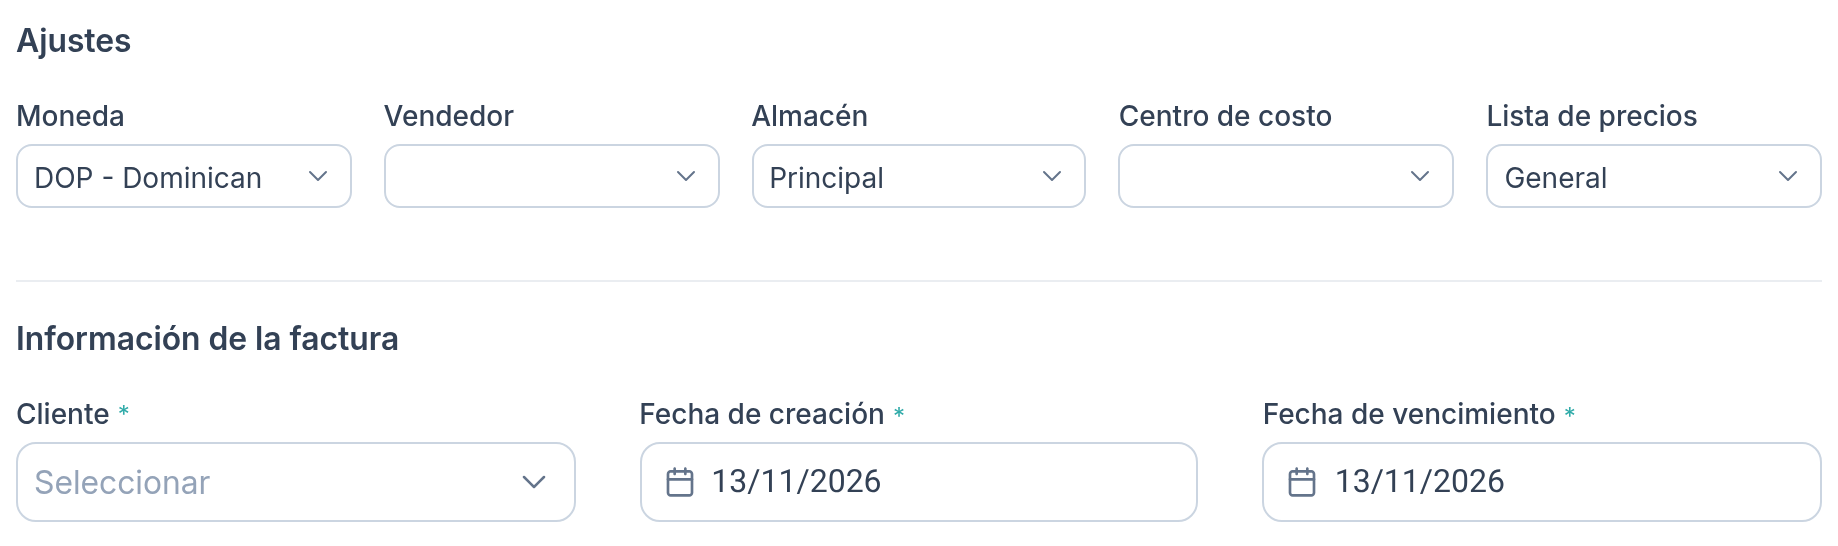 Ajustes
Moneda Vendedor Almacén Centro de costo Lista de precios
DOP - Dominican Principal General
Información de la factura
Cliente * Fecha de creación * Fecha de vencimiento *
Seleccionar 13/11/2026 13/11/2026